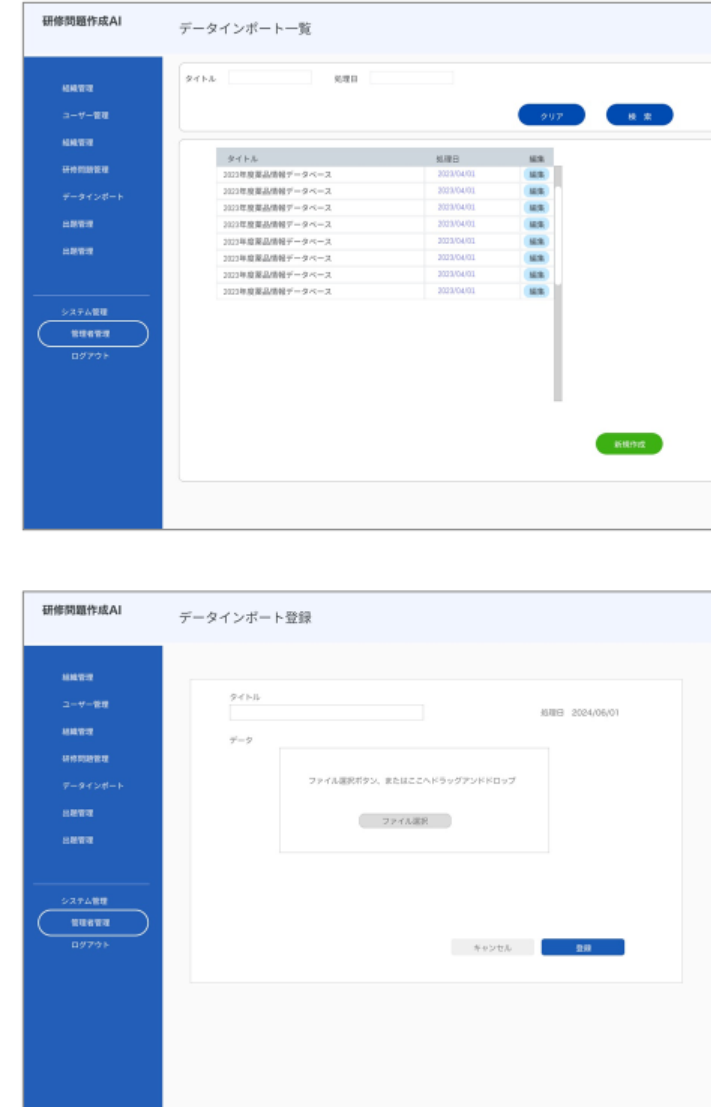 研修問題作成AI
データインポート一覧
組織管理
ユーザー管理
組織管理
研修問題管理
データインポート
出題管理
出題管理
システム管理
管理者管理
ログアウト
タイトル 処理日
クリア 検 索
タイトル 処理日 編集
2023年度薬品情報データベース 2023/04/01 編集
2023年度薬品情報データベース 2023/04/01 編集
2023年度薬品情報データベース 2023/04/01 編集
2023年度薬品情報データベース 2023/04/01 編集
2023年度薬品情報データベース 2023/04/01 編集
2023年度薬品情報データベース 2023/04/01 編集
2023年度薬品情報データベース 2023/04/01 編集
2023年度薬品情報データベース 2023/04/01 編集
新規作成
研修問題作成AI
データインポート登録
組織管理
ユーザー管理
組織管理
研修問題管理
データインポート
出題管理
出題管理
システム管理
管理者管理
ログアウト
タイトル
処理日 2024/06/01
データ
ファイル選択ボタン、またはここへドラッグアンドドロップ
ファイル選択
キャンセル 登録